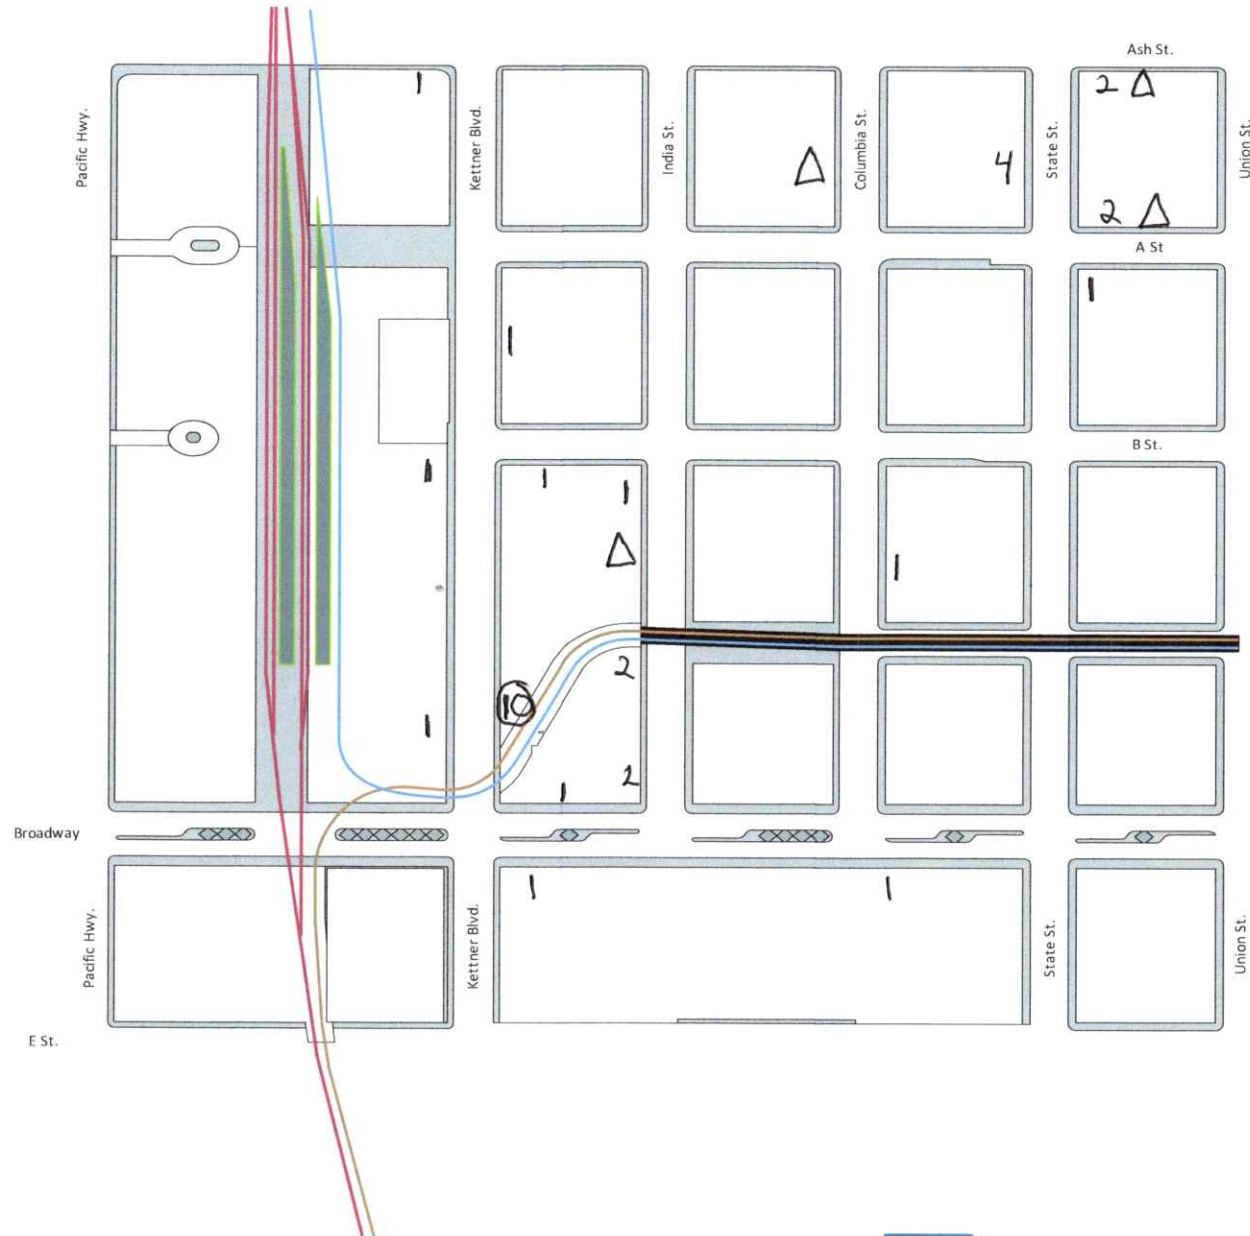 Ash St.
Pacific Hwy.
1
Kettner Blvd.
India St.
Columbia St.
4
State St.
2
2
Union St.
A St
1
1
B St.
1
1
1
1
2
10
1
2
1
Broadway
1
1
Pacific Hwy.
Kettner Blvd.
State St.
Union St.
E St.